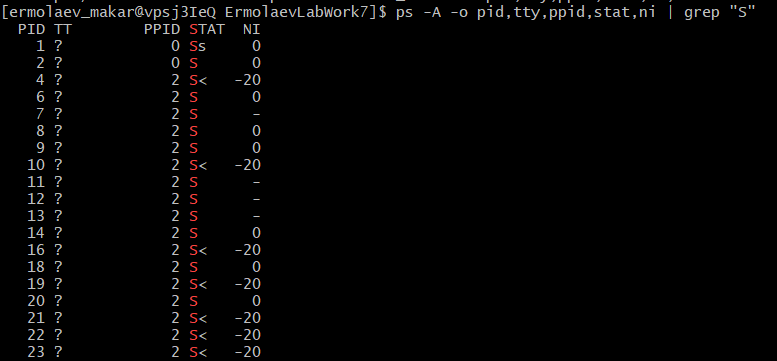 [ermolaev_makar@vpsj3IeQ ErmolaevLabWork7]$ ps -A -o pid,tty,ppid,stat,ni | grep "S"
PID TT PPID STAT NI
1 ? 0 Ss 0
2 ? 0 S 0
4 ? 2 S< -20
6 ? 2 S 0
7 ? 2 S -
8 ? 2 S 0
9 ? 2 S 0
10 ? 2 S< -20
11 ? 2 S -
12 ? 2 S -
13 ? 2 S -
14 ? 2 S 0
16 ? 2 S< -20
18 ? 2 S 0
19 ? 2 S< -20
20 ? 2 S 0
21 ? 2 S< -20
22 ? 2 S< -20
23 ? 2 S< -20